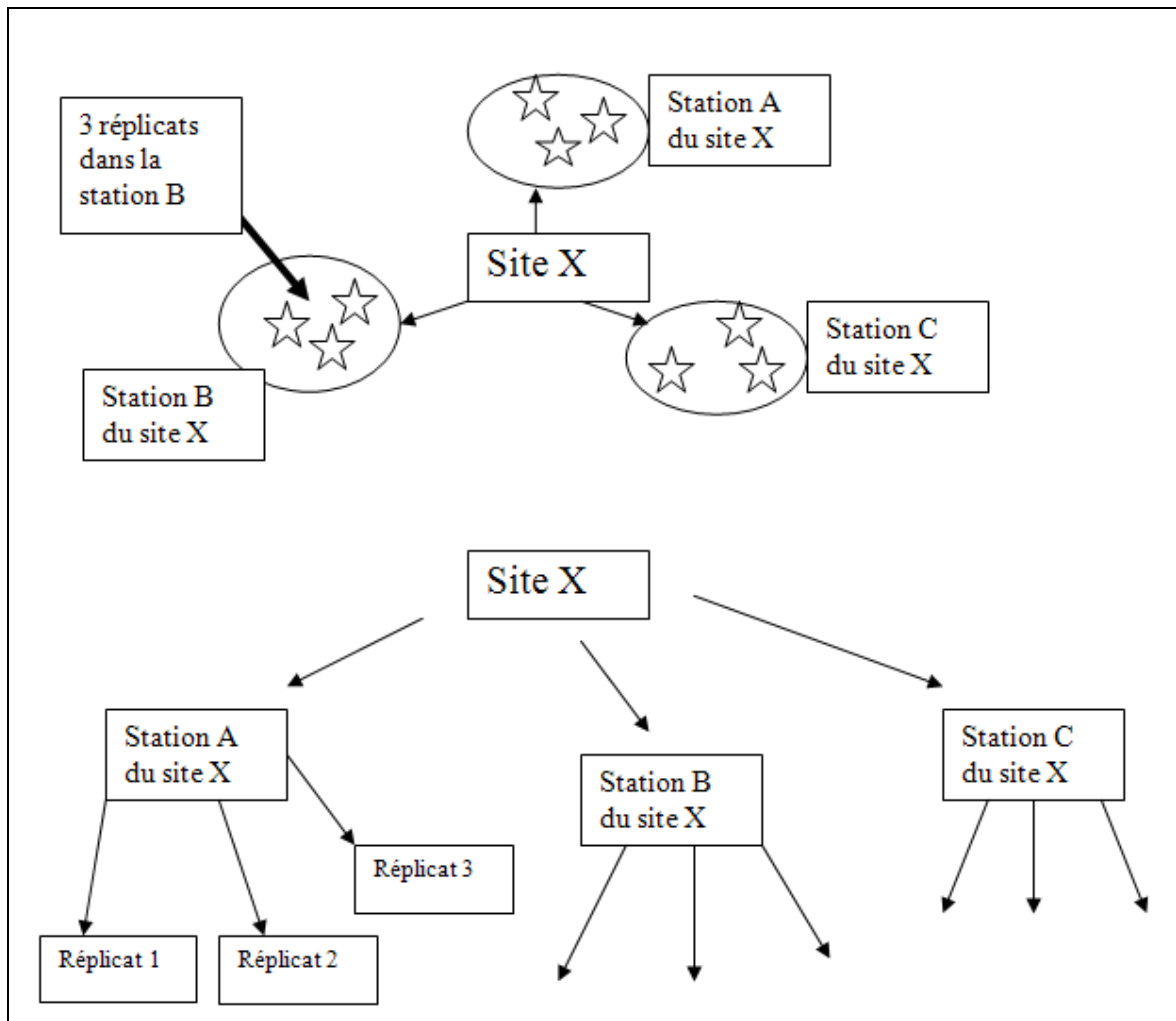 Station A
du site X
3 réplicats
dans la
station B
Site X
Station C
du site X
Station B
du site X
Site X
Station A
du site X
Station B
du site X
Station C
du site X
Réplicat 3
Réplicat 1
Réplicat 2